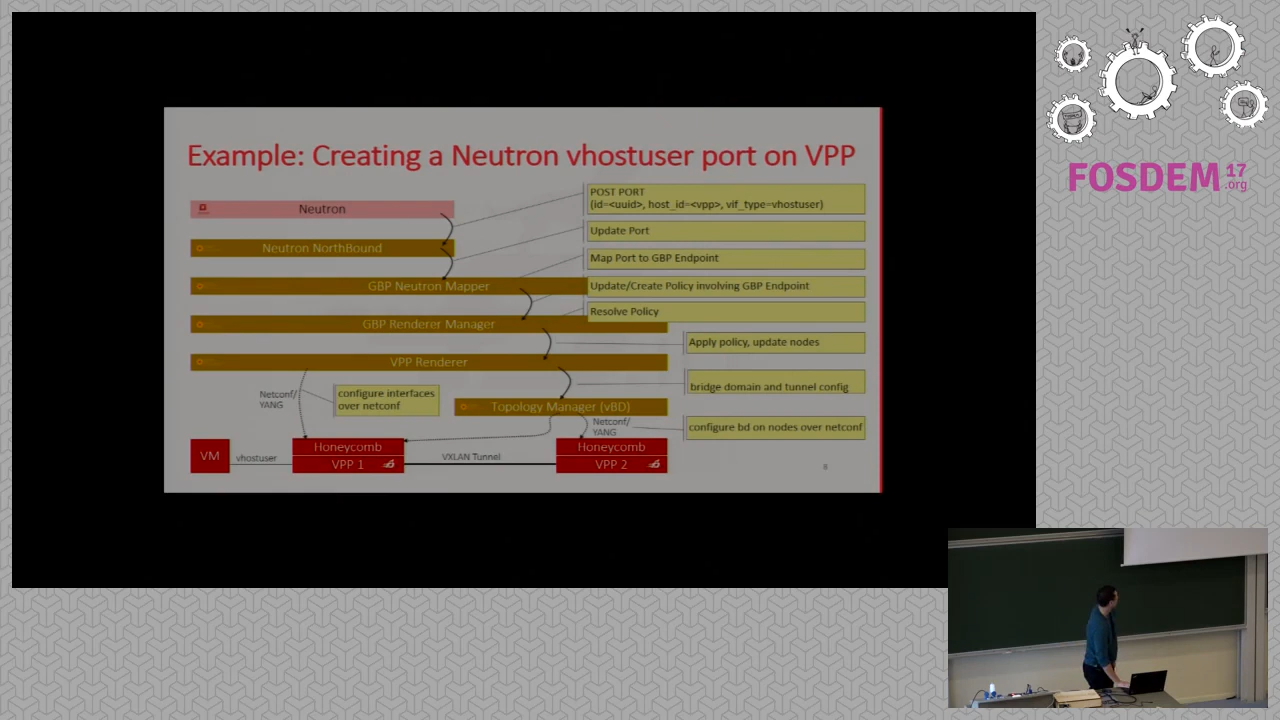 Example: Creating a Neutron vhostuser port on VPP
Neutron
Neutron NorthBound
GBP Neutron Mapper
GBP Renderer Manager
VPP Renderer
POST PORT
(id=<uuid>, host_id=<vpp>, vif_type=vhostuser)
Update Port
Map Port to GBP Endpoint
Update/Create Policy involving GBP Endpoint
Resolve Policy
Apply policy, update nodes
bridge domain and tunnel config
Netconf/
YANG
configure interfaces
over netconf
Topology Manager (vBD)
Netconf/
YANG
configure bd on nodes over netconf
VM
vhostuser
Honeycomb
VPP 1
VXLAN Tunnel
Honeycomb
VPP 2
8
FOSDEM 17
.org